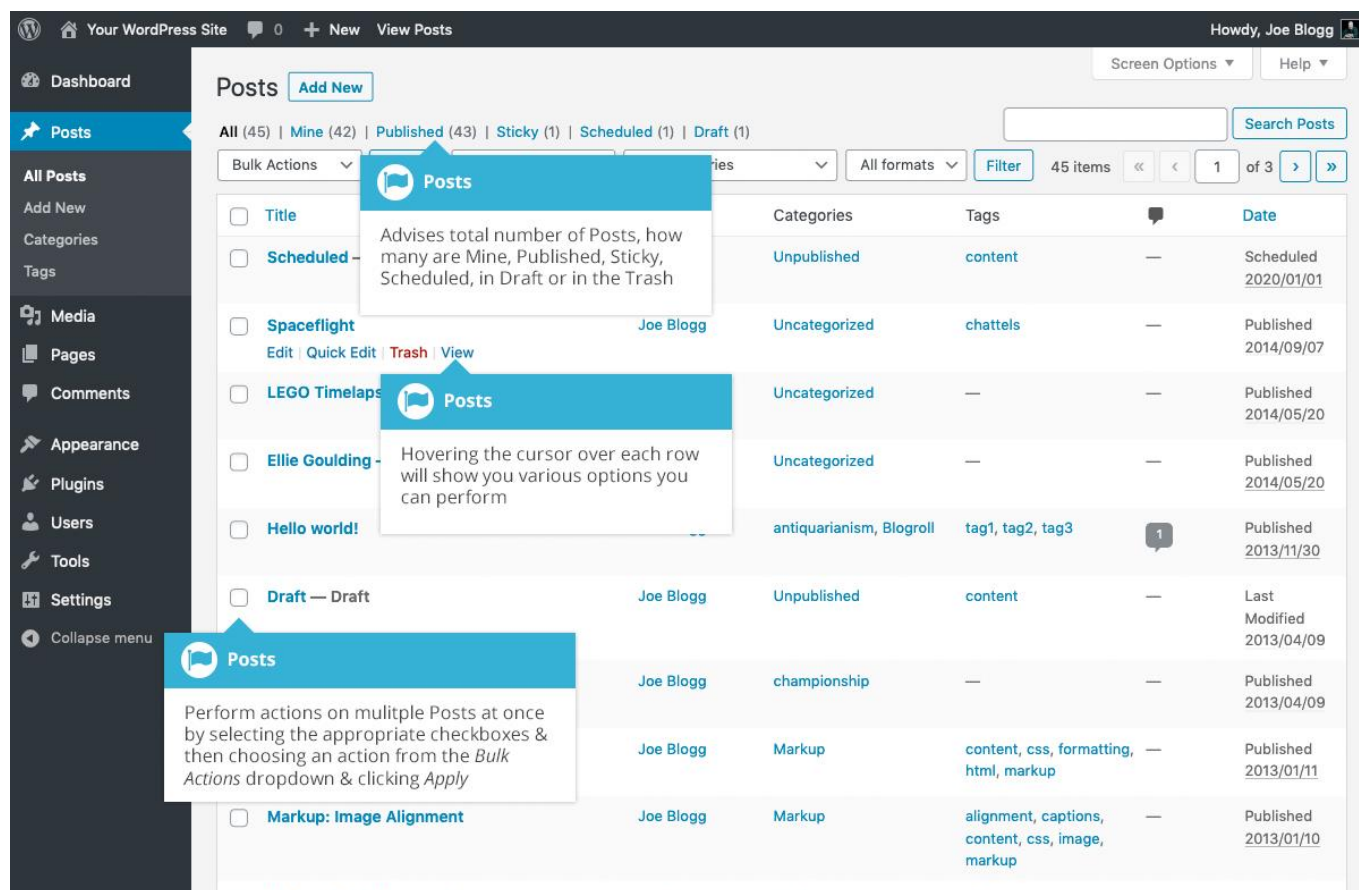 Your WordPress Site 0 + New View Posts Howdy, Joe Blogg
Screen Options ▼ Help ▼
Dashboard
Posts
All Posts
Add New
Categories
Tags
Media
Pages
Comments
Appearance
Plugins
Users
Tools
Settings
Collapse menu
Posts Add New
All (45) | Mine (42) | Published (43) | Sticky (1) | Scheduled (1) | Draft (1)
Search Posts
Bulk Actions All formats Filter 45 items « ‹ 1 of 3 › »
Posts
Advises total number of Posts, how
many are Mine, Published, Sticky,
Scheduled, in Draft or in the Trash
Title Categories Tags Date
Scheduled – Unpublished content — Scheduled
2020/01/01
Spaceflight Joe Blogg Uncategorized chattels — Published
Edit | Quick Edit | Trash | View 2014/09/07
Posts
Hovering the cursor over each row
will show you various options you
can perform
LEGO Uncategorized — — Published
2014/05/20
Ellie Goulding - Uncategorized — — Published
2014/05/20
Hello world! antiquarianism, Blogroll tag1, tag2, tag3 1 Published
2013/11/30
Draft — Draft Joe Blogg Unpublished content — Last
Modified
2013/04/09
Posts
Perform actions on mulitple Posts at once
by selecting the appropriate checkboxes &
then choosing an action from the Bulk
Actions dropdown & clicking Apply
Joe Blogg championship — — Published
2013/04/09
Joe Blogg Markup content, css, formatting, — Published
html, markup 2013/01/11
Markup: Image Alignment Joe Blogg Markup alignment, captions, — Published
content, css, image, 2013/01/10
markup